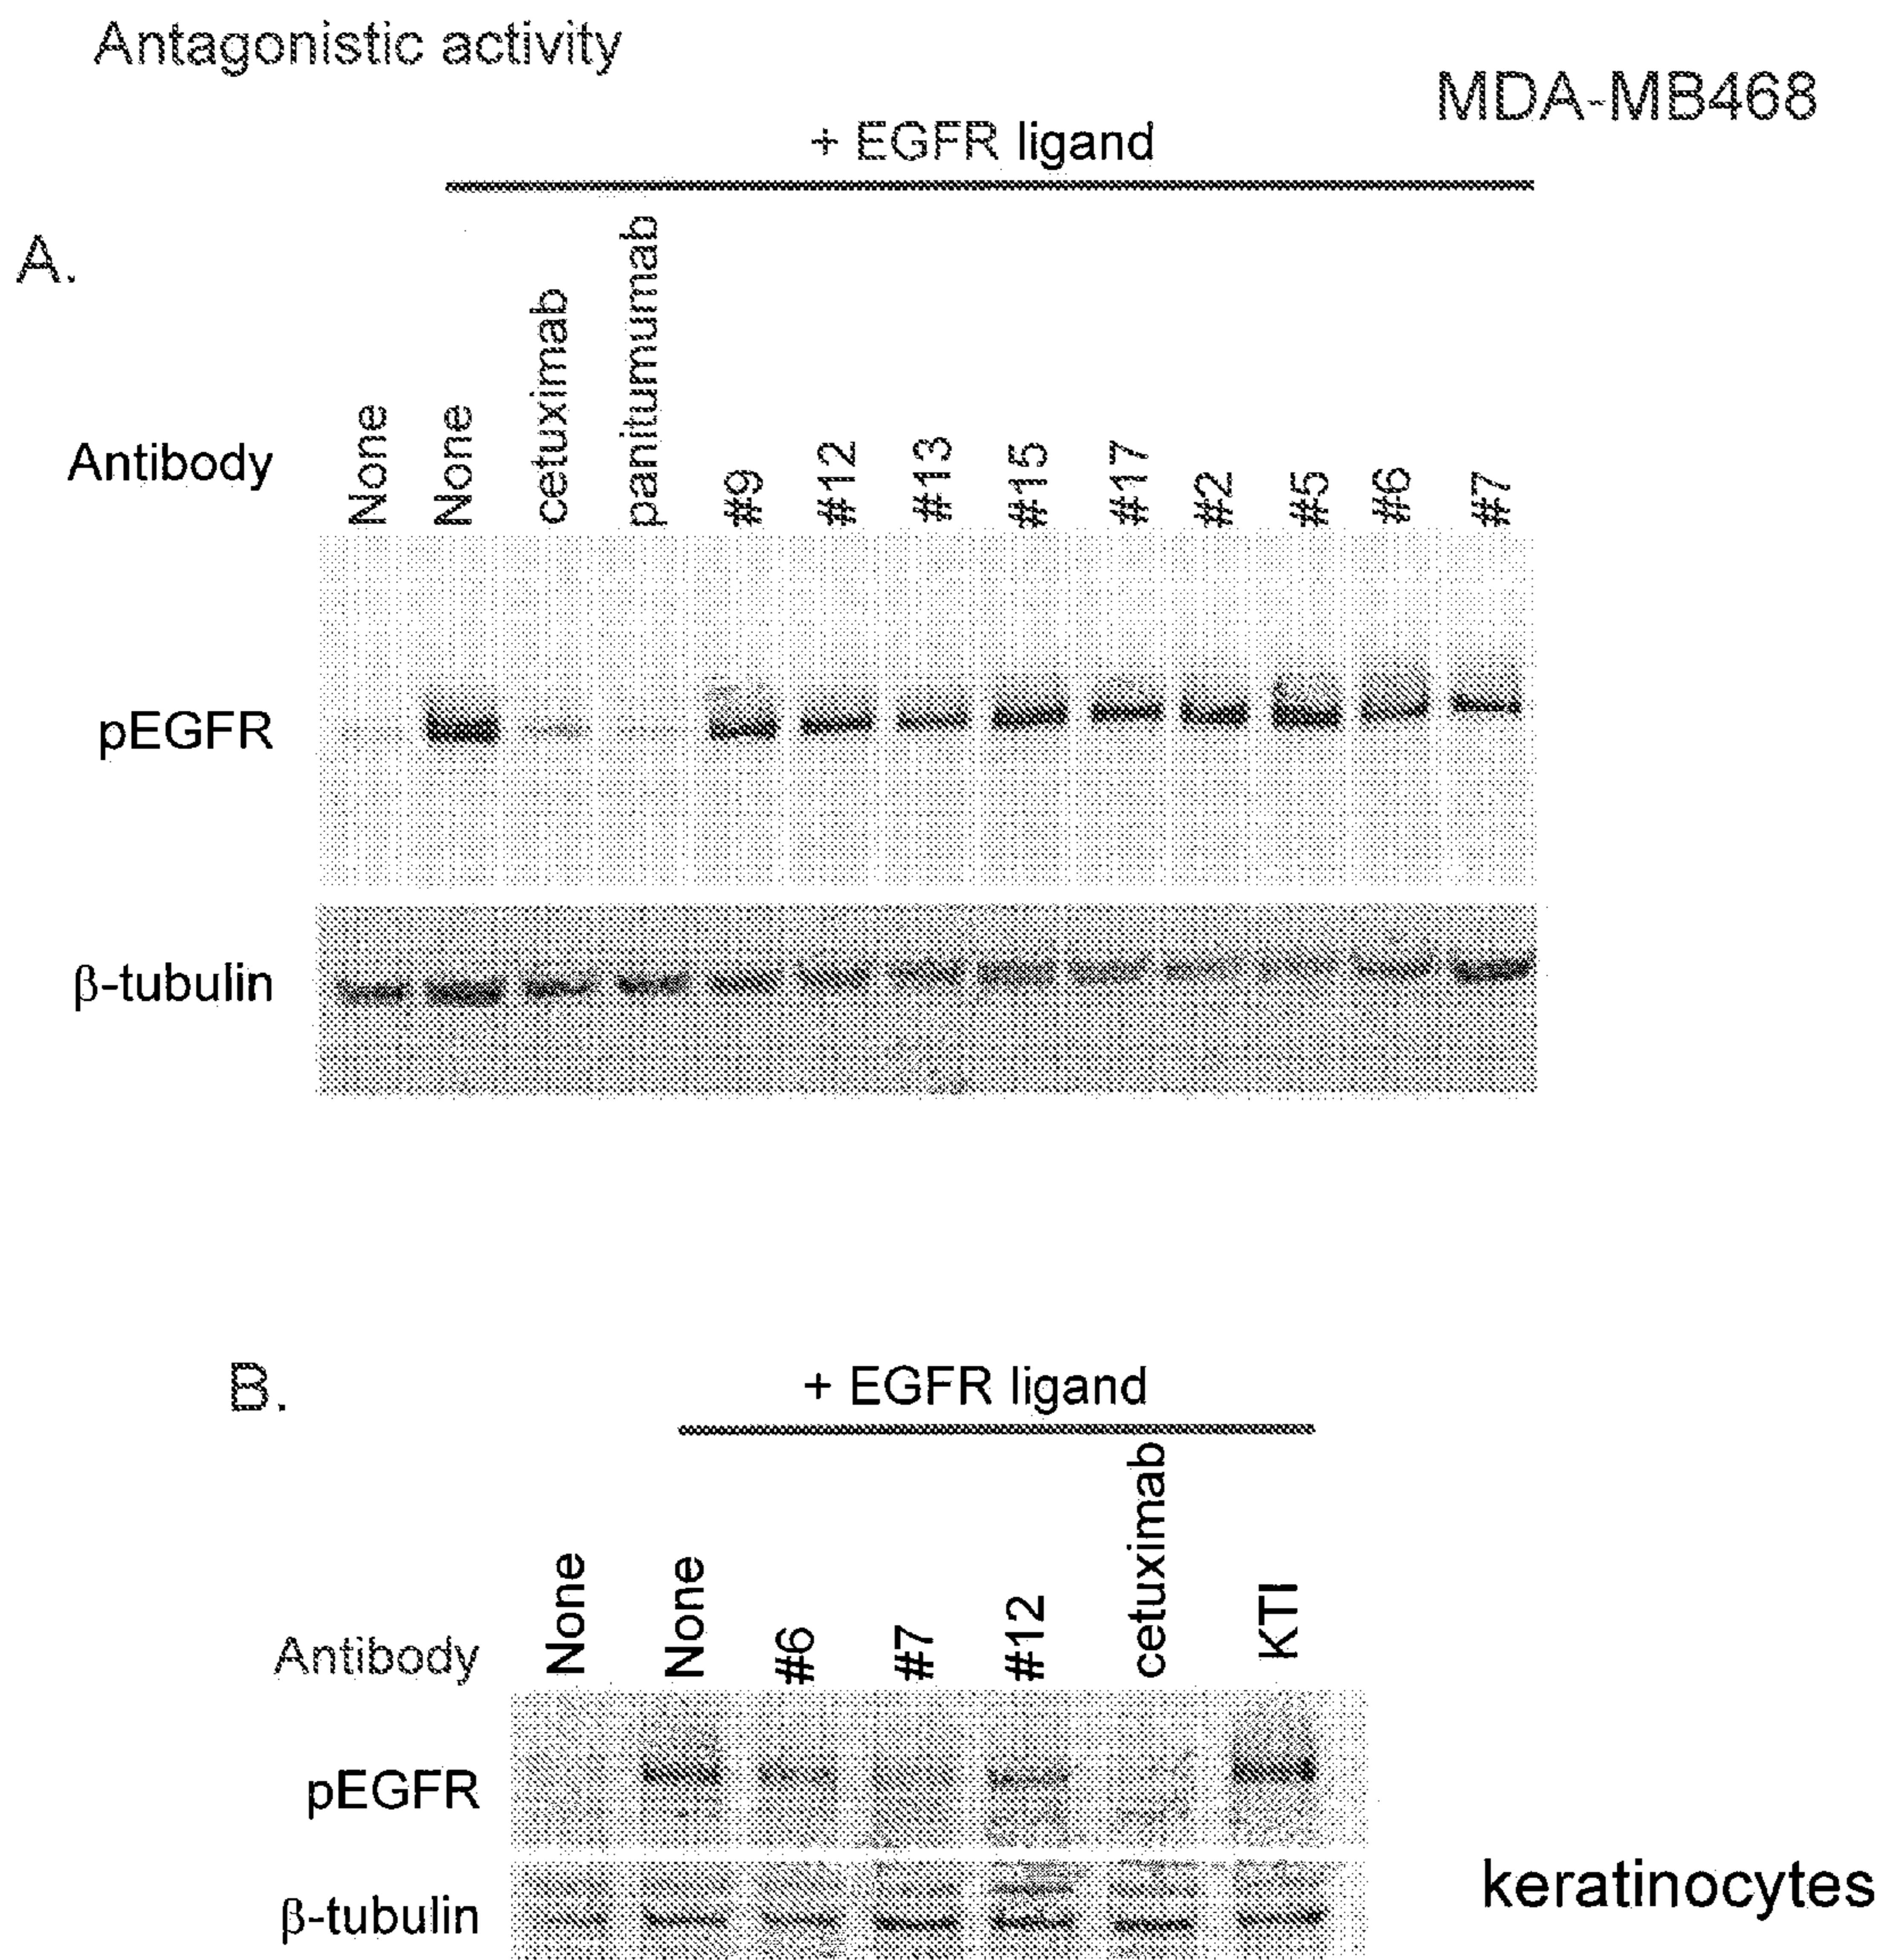 Antagonistic activity
MDA-MB468
+ EGFR ligand
A.
Antibody
None
None
cetuximab
panitumumab
#9
#12
#13
#15
#17
#2
#5
#6
#7
pEGFR
β-tubulin
B.
+ EGFR ligand
Antibody
None
None
#6
#7
#12
cetuximab
KTI
pEGFR
β-tubulin
keratinocytes